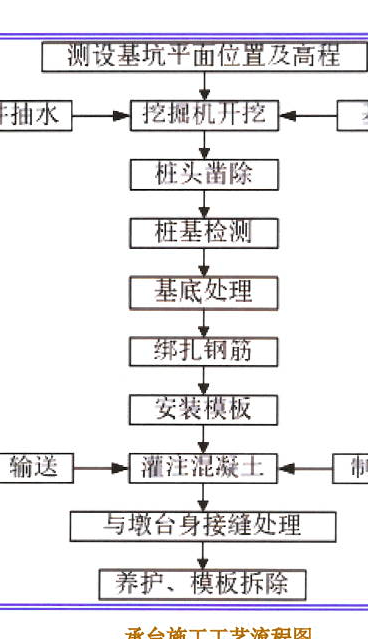 测设基坑平面位置及高程
井抽水
挖掘机开挖
桩头凿除
桩基检测
基底处理
绑扎钢筋
安装模板
输送
灌注混凝土
制
与墩台身接缝处理
养护、模板拆除
承台施工工艺流程图